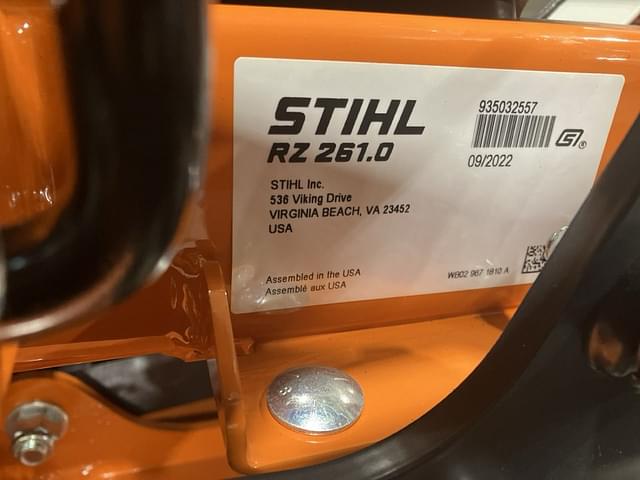 STIHL
RZ 261.0
935032557
09/2022
STIHL Inc.
536 Viking Drive
VIRGINIA BEACH, VA 23452
USA
Assembled in the USA
Assemblé aux USA
WB02 967 1810 A